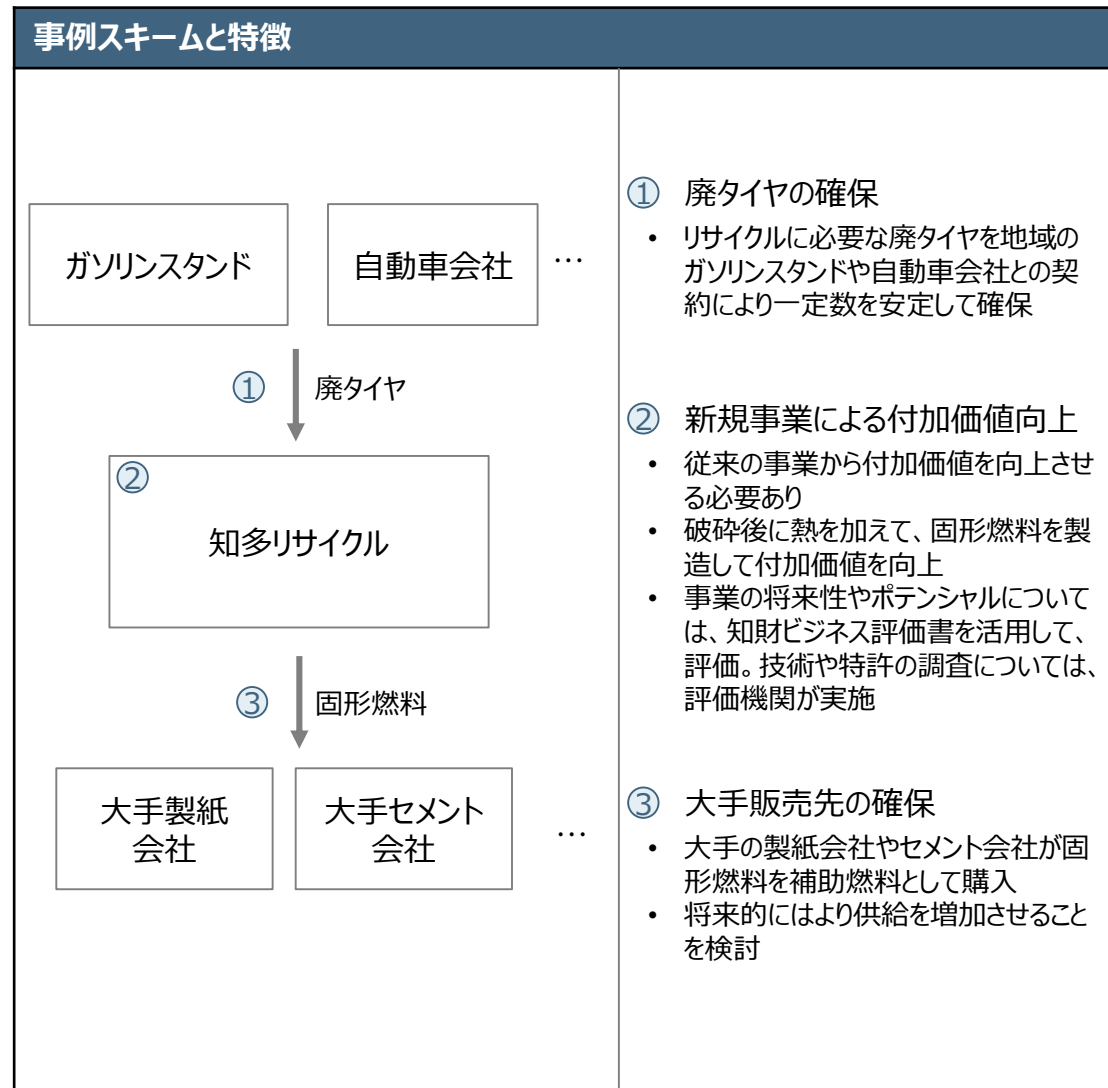 事例スキームと特徴
ガソリンスタンド
自動車会社
…
①
廃タイヤ
②
知多リサイクル
③
固形燃料
大手製紙
会社
大手セメント
会社
…
① 廃タイヤの確保
• リサイクルに必要な廃タイヤを地域の
ガソリンスタンドや自動車会社との契
約により一定数を安定して確保
② 新規事業による付加価値向上
• 従来の事業から付加価値を向上させ
る必要あり
• 破砕後に熱を加えて、固形燃料を製
造して付加価値を向上
• 事業の将来性やポテンシャルについて
は、知財ビジネス評価書を活用して、
評価。技術や特許の調査については、
評価機関が実施
③ 大手販売先の確保
• 大手の製紙会社やセメント会社が固
形燃料を補助燃料として購入
• 将来的にはより供給を増加させること
を検討